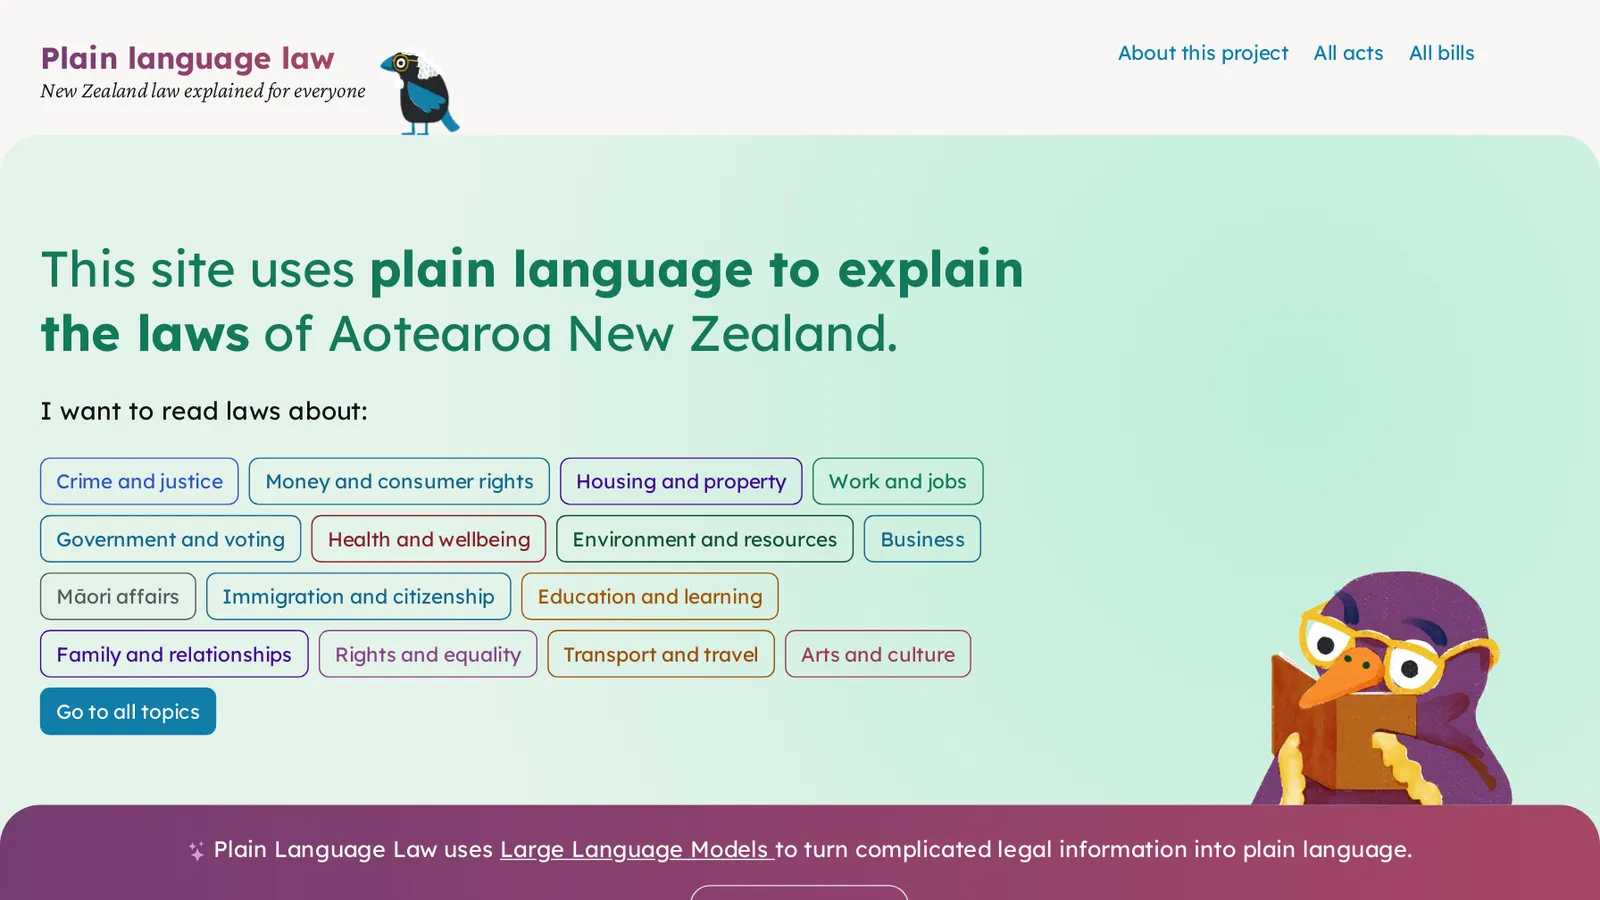 Plain language law
New Zealand law explained for everyone
About this project
All acts
All bills
This site uses plain language to explain
the laws of Aotearoa New Zealand.
I want to read laws about:
Crime and justice
Money and consumer rights
Housing and property
Work and jobs
Government and voting
Health and wellbeing
Environment and resources
Business
Māori affairs
Immigration and citizenship
Education and learning
Family and relationships
Rights and equality
Transport and travel
Arts and culture
Go to all topics
Plain Language Law uses Large Language Models to turn complicated legal information into plain language.